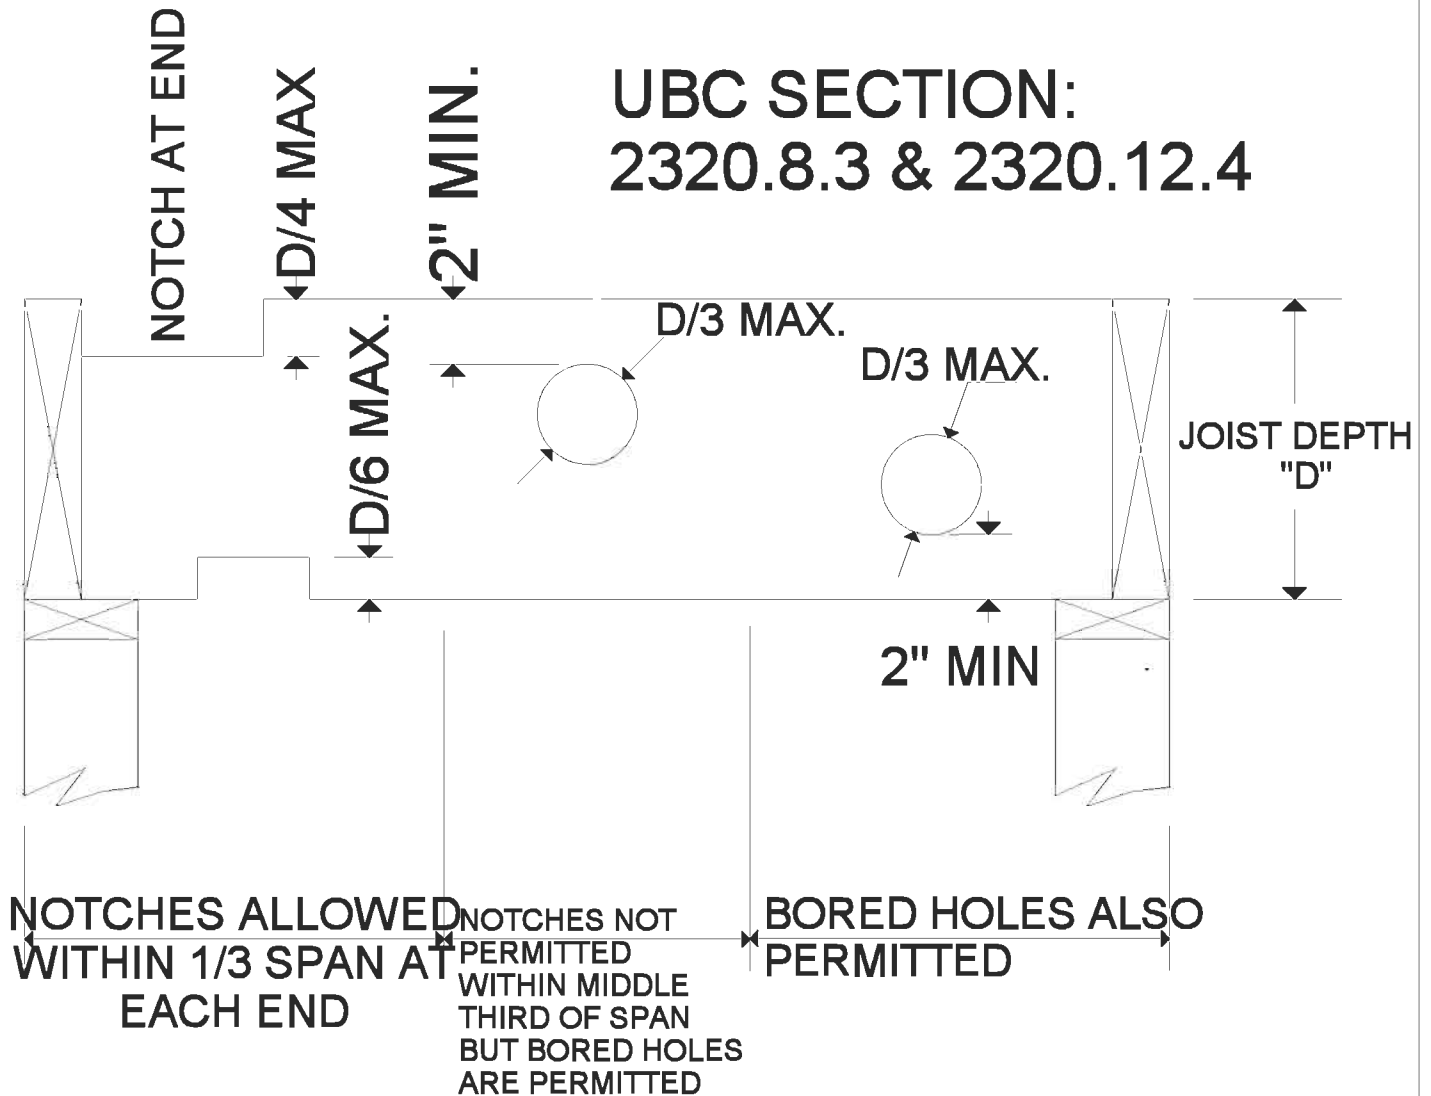 NOTCH AT END
D/4 MAX
2" MIN.
UBC SECTION:
2320.8.3 & 2320.12.4
D/6 MAX.
D/3 MAX.
D/3 MAX.
JOIST DEPTH
"D"
2" MIN
NOTCHES ALLOWED
WITHIN 1/3 SPAN AT
EACH END
NOTCHES NOT
PERMITTED
WITHIN MIDDLE
THIRD OF SPAN
BUT BORED HOLES
ARE PERMITTED
BORED HOLES ALSO
PERMITTED